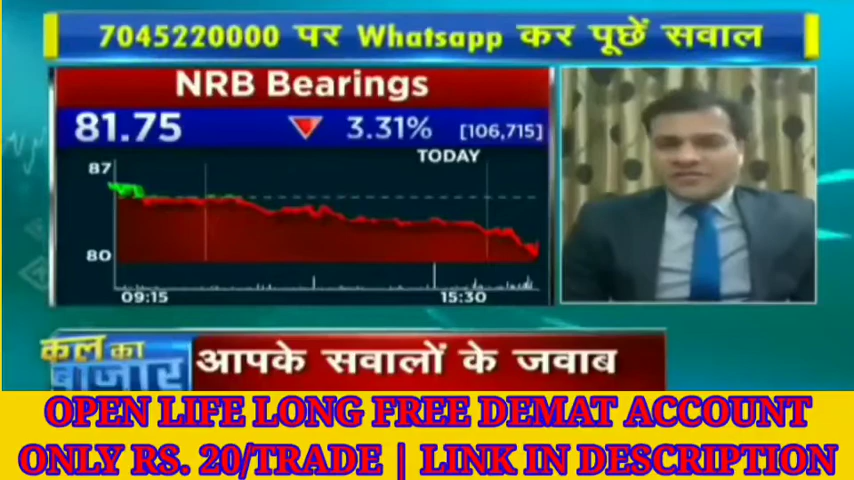 7045220000 पर Whatsapp कर पूछें सवाल
NRB Bearings
81.75 3.31% [106,715]
TODAY
87
80
09:15 15:30
कल का
बाज़ार
आपके सवालों के जवाब
OPEN LIFE LONG FREE DEMAT ACCOUNT
ONLY RS. 20/TRADE | LINK IN DESCRIPTION